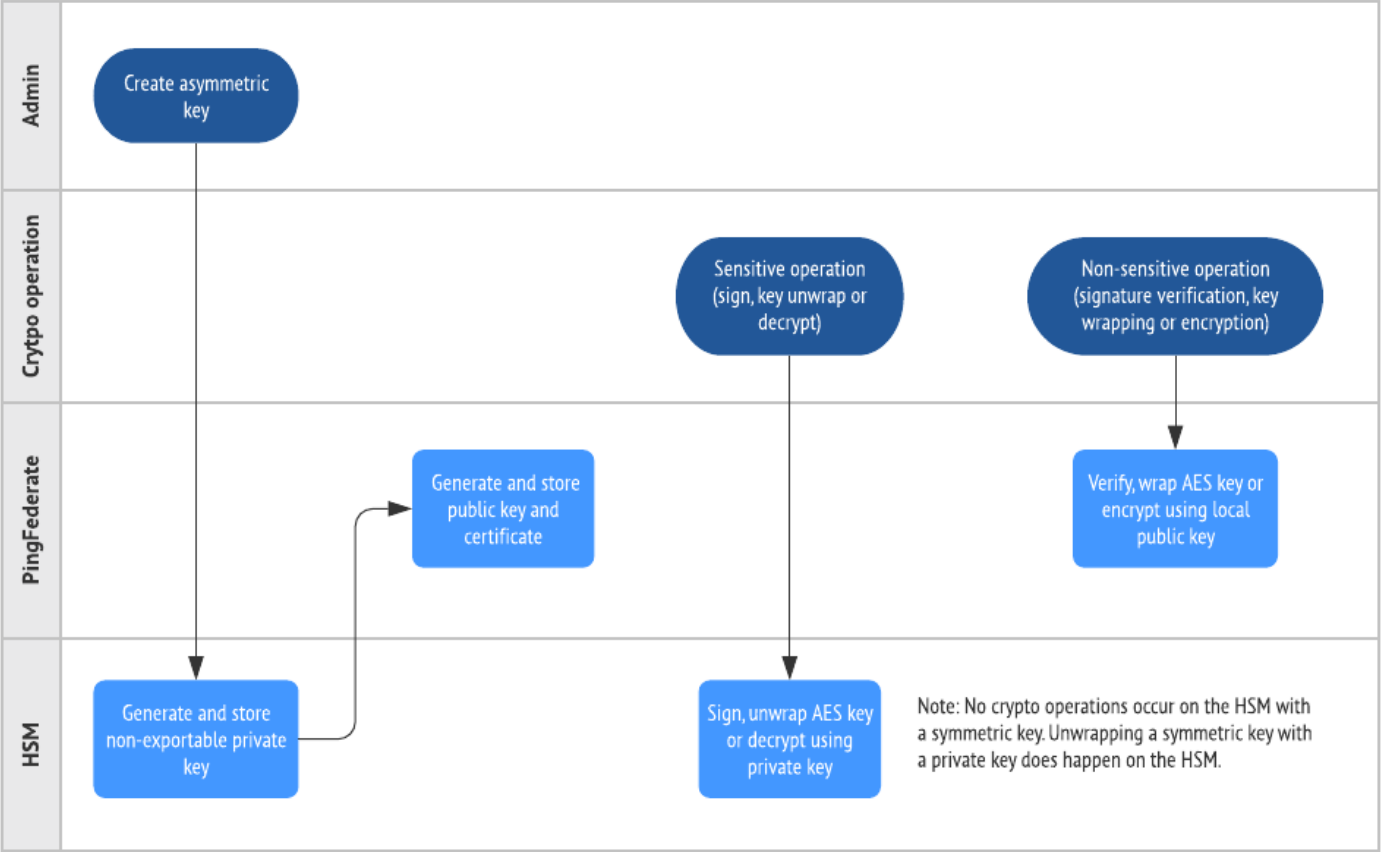 Admin
Create asymmetric
key
Crytpo operation
Sensitive operation
(sign, key unwrap or
decrypt)
Non-sensitive operation
(signature verification, key
wrapping or encryption)
PingFederate
Generate and store
public key and
certificate
Verify, wrap AES key or
encrypt using local
public key
HSM
Generate and store
non-exportable private
key
Sign, unwrap AES key
or decrypt using
private key
Note: No crypto operations occur on the HSM with
a symmetric key. Unwrapping a symmetric key with
a private key does happen on the HSM.